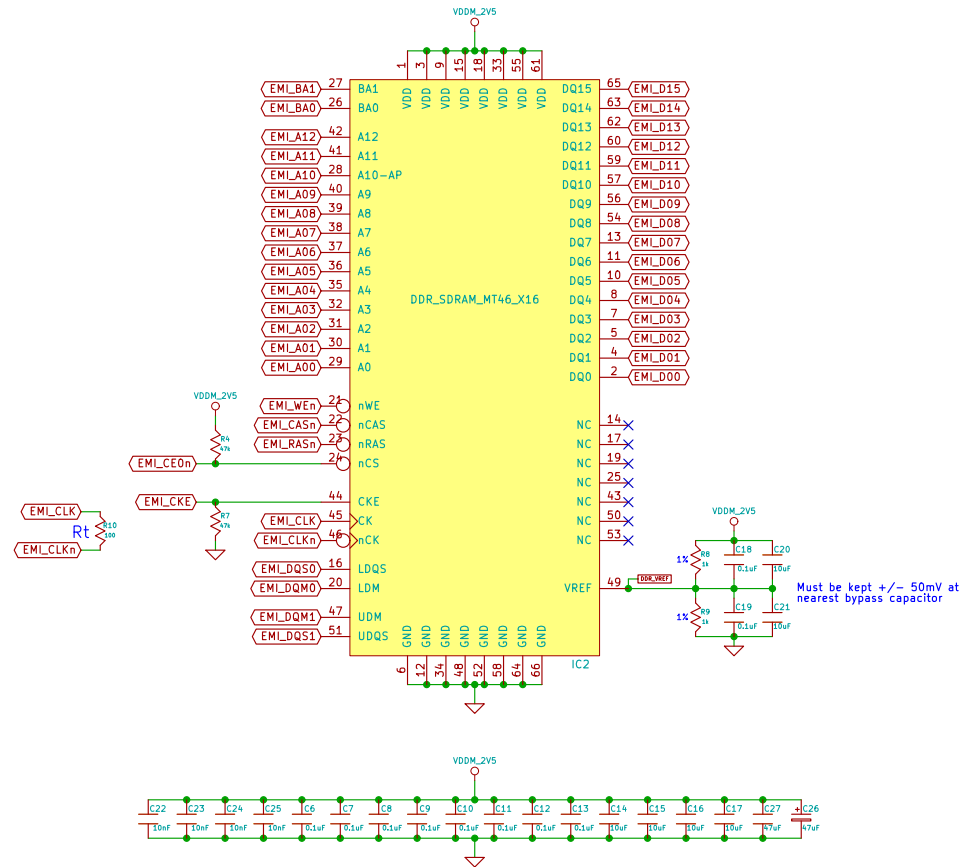 VDDM_2V5
1 3 9 15 18 33 55 61
VDD VDD VDD VDD VDD VDD VDD VDD
EMI_BA1 27 BA1 DQ15 65 EMI_D15
EMI_BA0 26 BA0 DQ14 63 EMI_D14
DQ13 62 EMI_D13
EMI_A12 42 A12
DQ12 60 EMI_D12
EMI_A11 41 A11
DQ11 59 EMI_D11
EMI_A10 28 A10-AP
DQ10 57 EMI_D10
EMI_A09 40 A9
DQ9 56 EMI_D09
EMI_A08 39 A8
DQ8 54 EMI_D08
EMI_A07 38 A7
DQ7 13 EMI_D07
EMI_A06 37 A6
DQ6 11 EMI_D06
EMI_A05 36 A5
DQ5 10 EMI_D05
EMI_A04 35 A4
DDR_SDRAM_MT46_X16
DQ4 8 EMI_D04
EMI_A03 32 A3
DQ3 7 EMI_D03
EMI_A02 31 A2
DQ2 5 EMI_D02
EMI_A01 30 A1
DQ1 4 EMI_D01
EMI_A00 29 A0
DQ0 2 EMI_D00
VDDM_2V5
EMI_WEn 21 nWE
EMI_CASn 22 nCAS NC 14
R4
47k
EMI_RASn 23 nRAS NC 17
EMI_CE0n 24 nCS NC 19
NC 25
EMI_CKE 44 CKE NC 43
EMI_CLK
R7
47k
EMI_CLK 45 CK NC 50
VDDM_2V5
Rt R10
100
EMI_CLKn 46 nCK NC 53
EMI_CLKn
1% R8
1k
C18
0.1uF
C20
10uF
EMI_DQS0 16 LDQS
DDR_VREF
EMI_DQM0 20 LDM VREF 49
Must be kept +/- 50mV at
nearest bypass capacitor
1% R9
1k
C19
0.1uF
C21
10uF
EMI_DQM1 47 UDM
EMI_DQS1 51 UDQS
GND GND GND GND GND GND GND GND
IC2
6 12 34 48 52 58 64 66
VDDM_2V5
C22 C23 C24 C25 C6 C7 C8 C9 C10 C11 C12 C13 C14 C15 C16 C17 C27 + C26
10nF 10nF 10nF 10nF 0.1uF 0.1uF 0.1uF 0.1uF 0.1uF 0.1uF 0.1uF 0.1uF 10uF 10uF 10uF 10uF 47uF 47uF